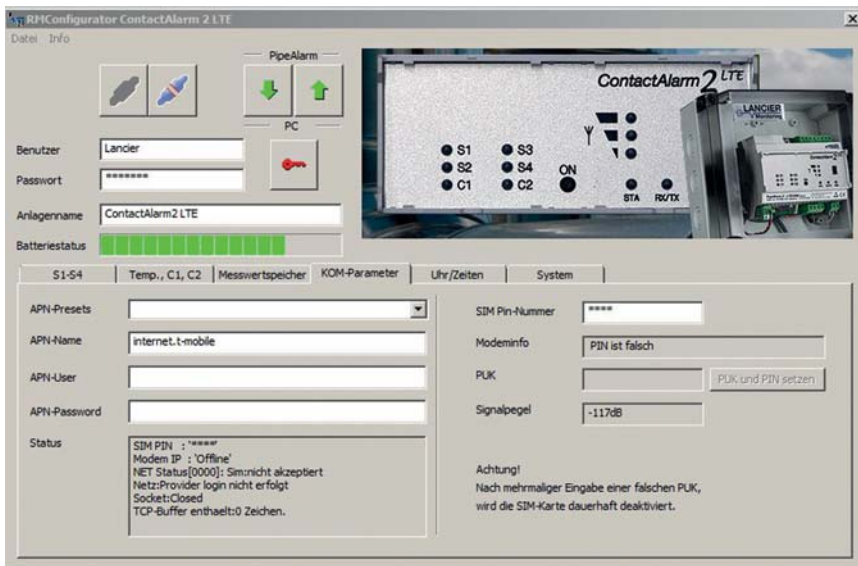 RMConfigurator ContactAlarm 2 LTE
Datei Info
PipeAlarm
PC
Benutzer Lancier
Passwort *******
Anlagenname ContactAlarm2 LTE
Batteriestatus
ContactAlarm 2 LTE
S1 S3
S2 S4
C1 C2
ON
STA RX/TX
LANCIER
Monitoring
S1-S4 Temp., C1, C2 Messwertspeicher KOM-Parameter Uhr/Zeiten System
APN-Presets
APN-Name internet.t-mobile
APN-User
APN-Password
Status
SIM PIN : '****'
Modem IP : 'Offline'
NET Status[0000]: Sim:nicht akzeptiert
Netz:Provider login nicht erfolgt
Socket:Closed
TCP-Buffer enthaelt:0 Zeichen.
SIM Pin-Nummer ****
Modeminfo PIN ist falsch
PUK PUK und PIN setzen
Signalpegel -117dB
Achtung!
Nach mehrmaliger Eingabe einer falschen PUK,
wird die SIM-Karte dauerhaft deaktiviert.